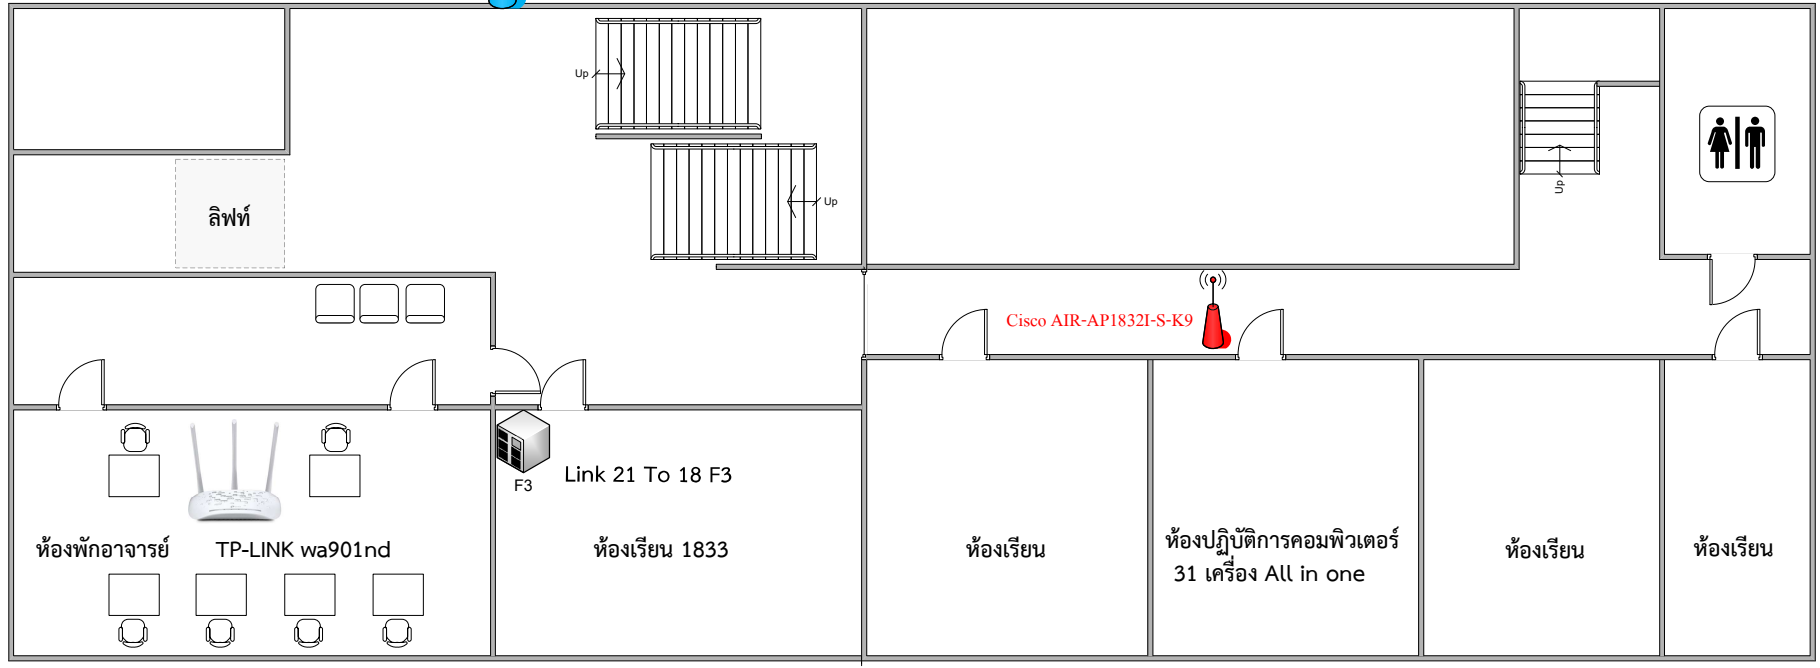 Up
Up
Up
ลิฟท์
Cisco AIR-AP1832I-S-K9
F3
Link 21 To 18 F3
ห้องพักอาจารย์
TP-LINK wa901nd
ห้องเรียน 1833
ห้องเรียน
ห้องปฏิบัติการคอมพิวเตอร์
31 เครื่อง All in one
ห้องเรียน
ห้องเรียน